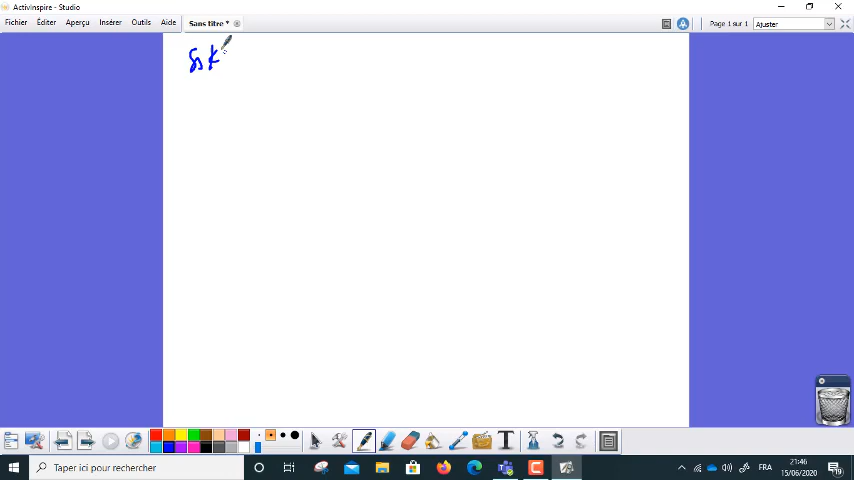 ActivInspire - Studio
Fichier Éditer Aperçu Insérer Outils Aide Sans titre * Page 1 sur 1 Ajuster
Taper ici pour rechercher FRA 21:46
15/06/2020 19